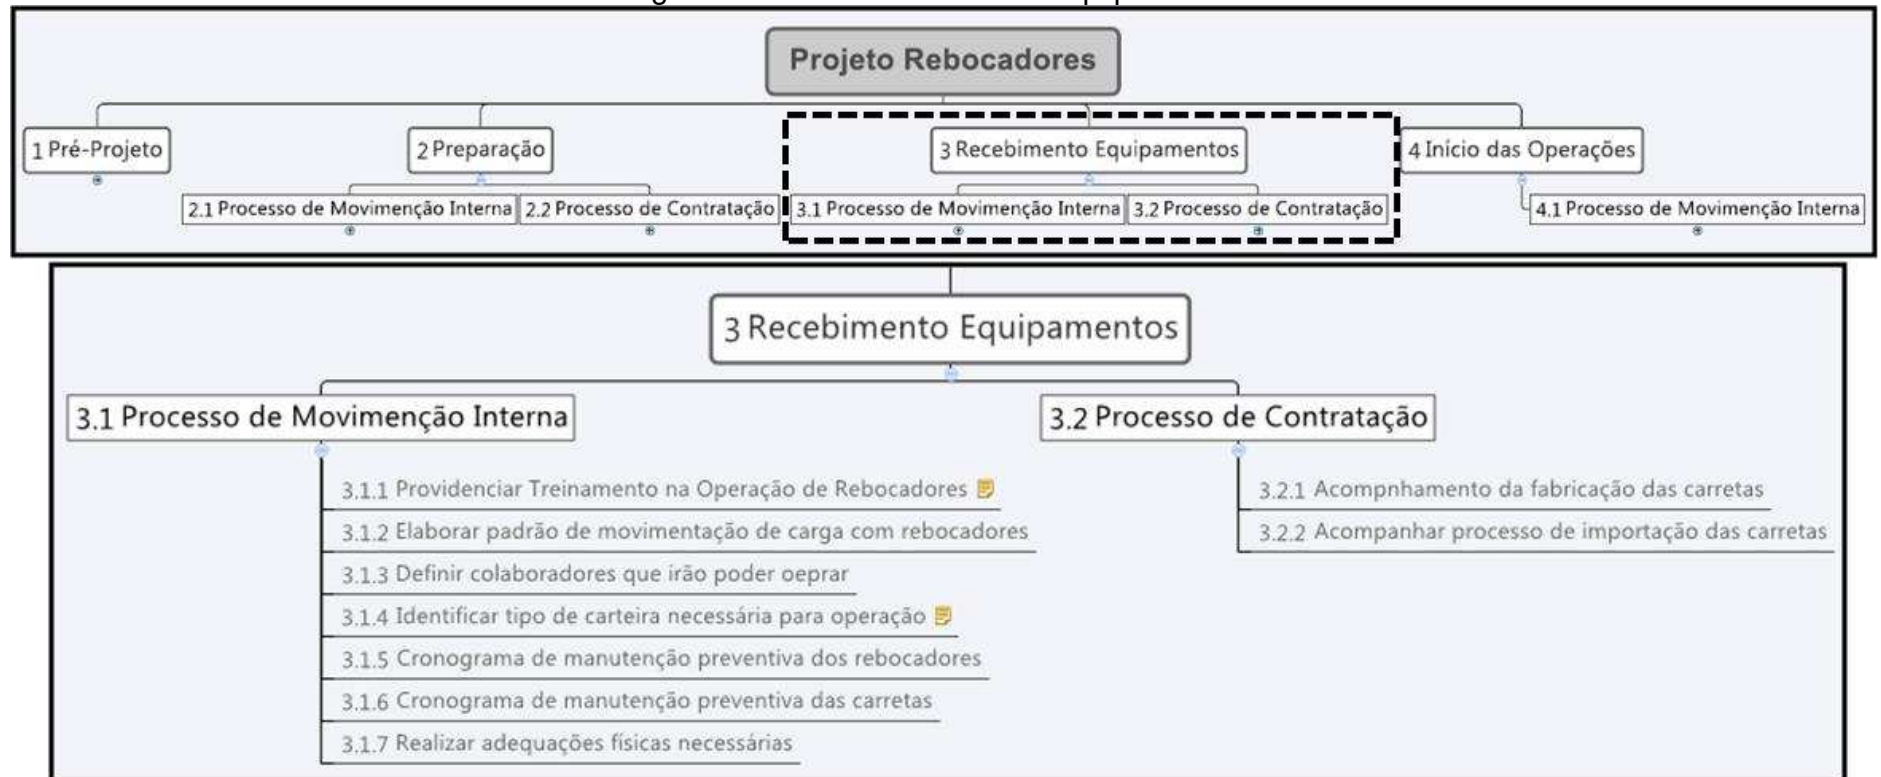 Projeto Rebocadores
1 Pré-Projeto
2 Preparação
3 Recebimento Equipamentos
4 Início das Operações
2.1 Processo de Movimenção Interna
2.2 Processo de Contratação
3.1 Processo de Movimenção Interna
3.2 Processo de Contratação
4.1 Processo de Movimenção Interna
3 Recebimento Equipamentos
3.1 Processo de Movimenção Interna
3.1.1 Providenciar Treinamento na Operação de Rebocadores
3.1.2 Elaborar padrão de movimentação de carga com rebocadores
3.1.3 Definir colaboradores que irão poder oeprar
3.1.4 Identificar tipo de carteira necessária para operação
3.1.5 Cronograma de manutenção preventiva dos rebocadores
3.1.6 Cronograma de manutenção preventiva das carretas
3.1.7 Realizar adequações físicas necessárias
3.2 Processo de Contratação
3.2.1 Acompnhamento da fabricação das carretas
3.2.2 Acompanhar processo de importação das carretas